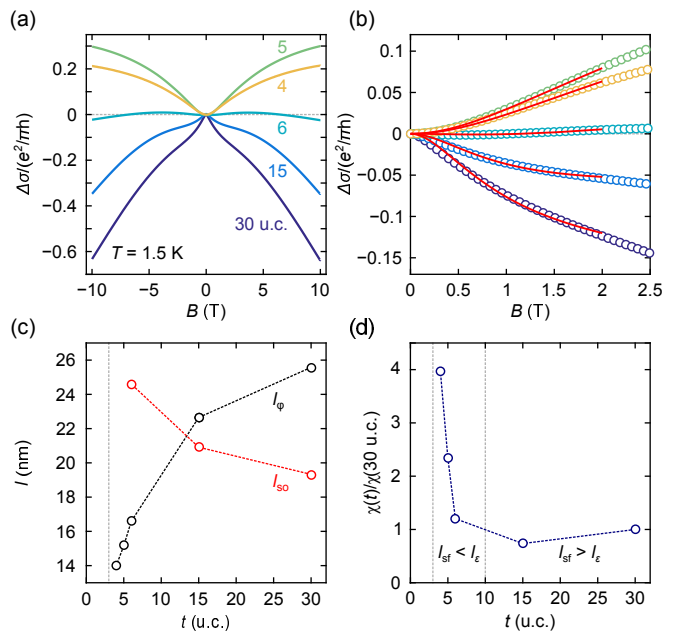 (a)
0.2
0
−0.2
−0.4
−0.6
Δσ/(e²/πh)
5
4
6
15
30 u.c.
T = 1.5 K
−10 −5 0 5 10
B (T)
(b)
0.1
0.05
0
−0.05
−0.1
−0.15
Δσ/(e²/πh)
0 0.5 1 1.5 2 2.5
B (T)
(c)
26
24
22
20
18
16
14
l (nm)
lφ
lso
0 5 10 15 20 25 30
t (u.c.)
(d)
4
3
2
1
0
χ(t)/χ(30 u.c.)
lsf < lε
lsf > lε
0 5 10 15 20 25 30
t (u.c.)